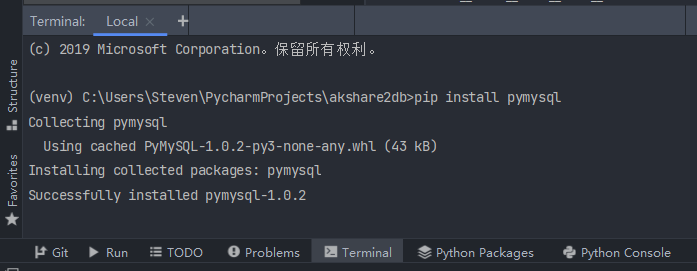 Terminal: Local × +
(c) 2019 Microsoft Corporation。保留所有权利。
(venv) C:\Users\Steven\PycharmProjects\akshare2db>pip install pymysql
Collecting pymysql
  Using cached PyMySQL-1.0.2-py3-none-any.whl (43 kB)
Installing collected packages: pymysql
Successfully installed pymysql-1.0.2
Structure
Favorites
Git Run TODO Problems Terminal Python Packages Python Console